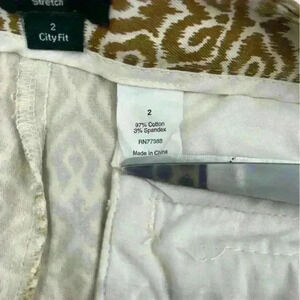 Stretch
2
City Fit
2
97% Cotton
3% Spandex
RN77388
Made in China